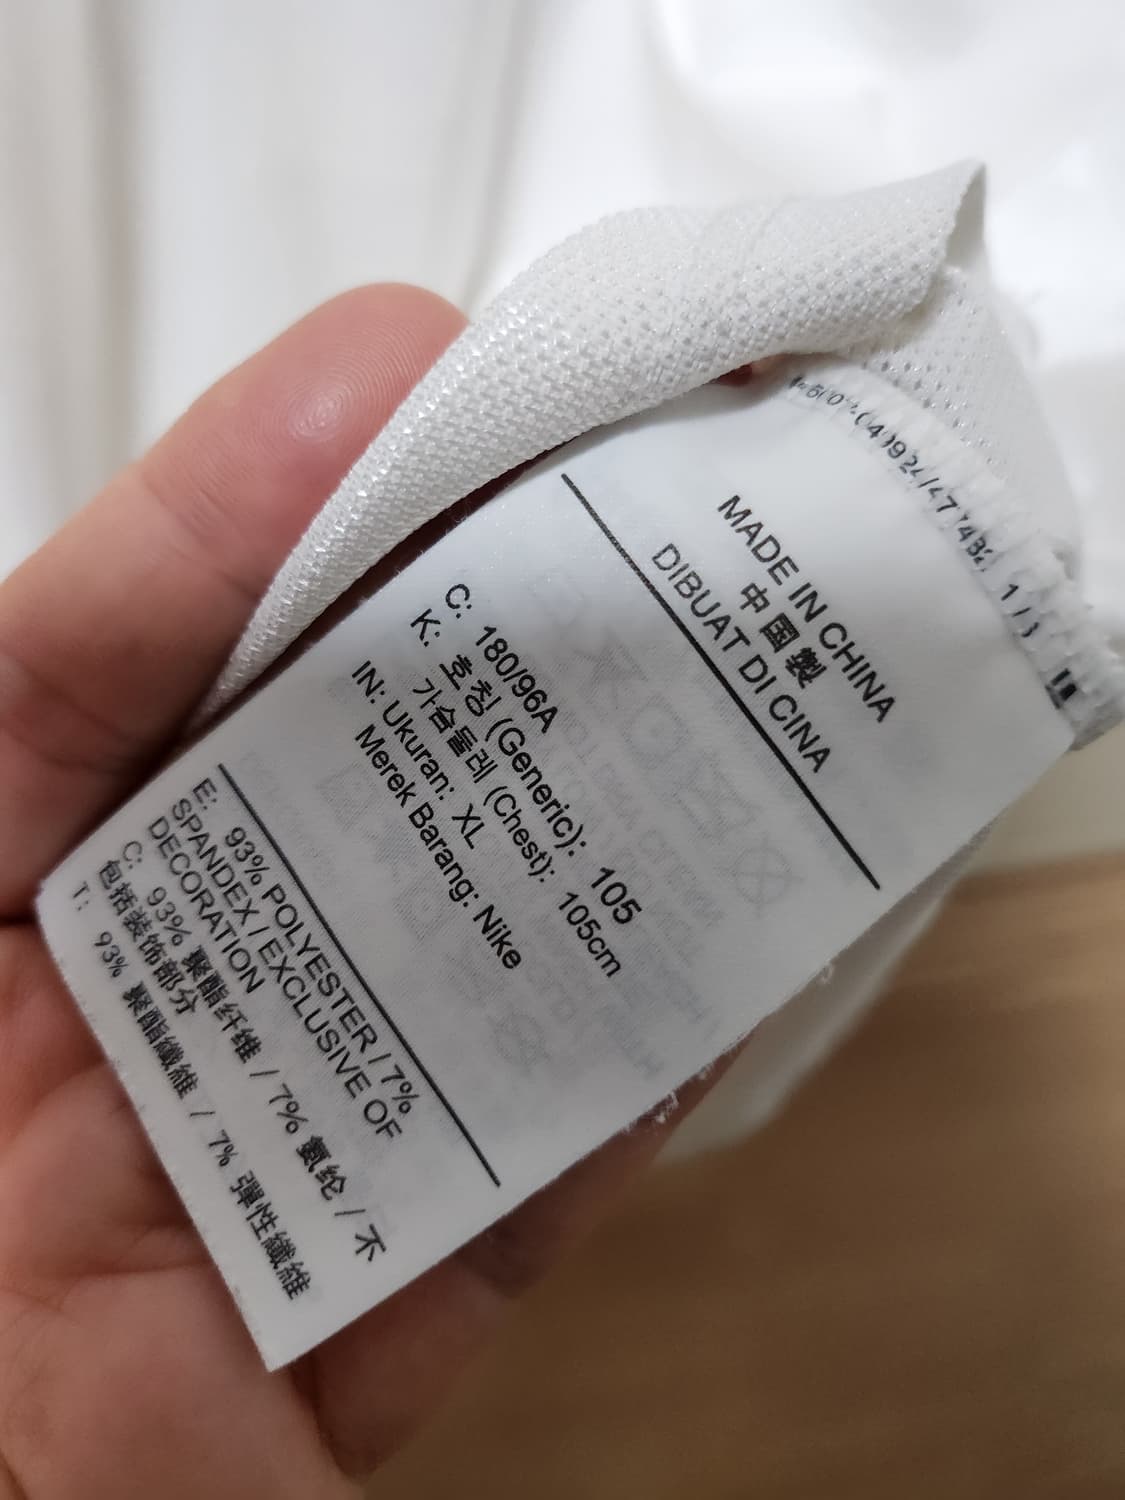 MADE IN CHINA
中國製
DIBUAT DI CINA
C: 180/96A
K: 호칭 (Generic): 105
가슴둘레 (Chest): 105cm
IN: Ukuran: XL
Merek Barang: Nike
E: 93% POLYESTER / 7%
SPANDEX / EXCLUSIVE OF
DECORATION
C: 93% 聚酯纤维 / 7% 氨纶 / 不
包括装饰部分
T: 93% 聚酯纖維 / 7% 彈性纖維